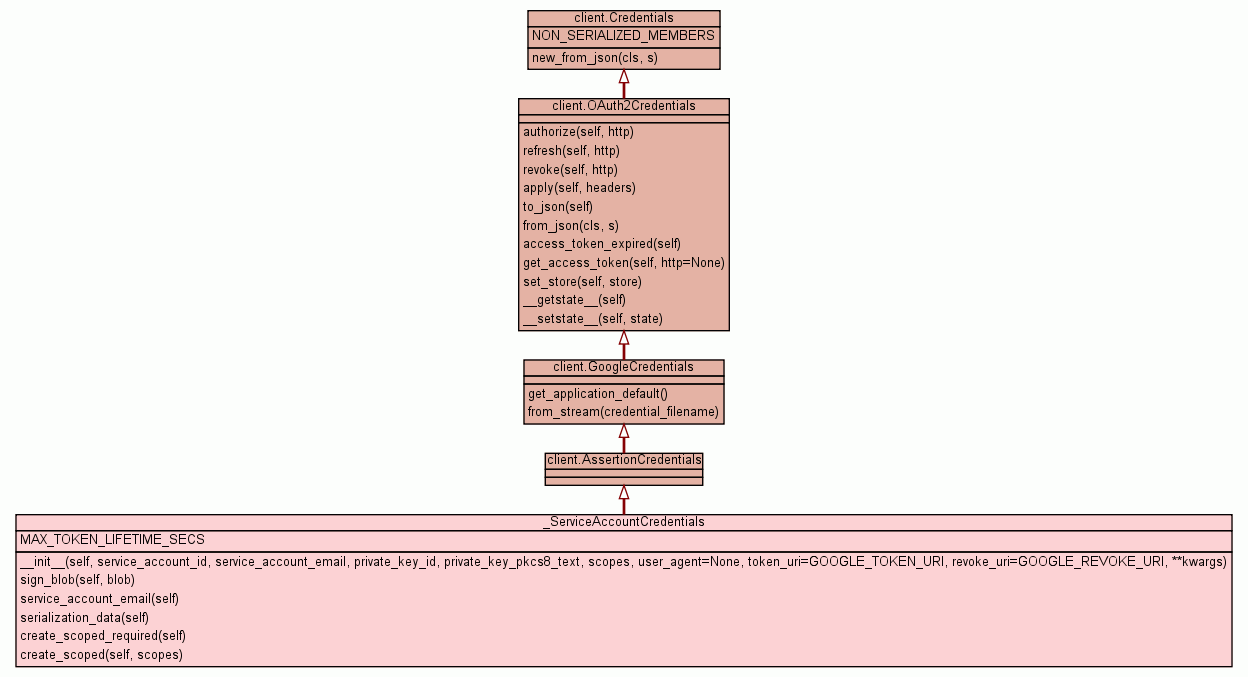 client.Credentials
NON_SERIALIZED_MEMBERS
new_from_json(cls, s)
client.OAuth2Credentials
authorize(self, http)
refresh(self, http)
revoke(self, http)
apply(self, headers)
to_json(self)
from_json(cls, s)
access_token_expired(self)
get_access_token(self, http=None)
set_store(self, store)
__getstate__(self)
__setstate__(self, state)
client.GoogleCredentials
get_application_default()
from_stream(credential_filename)
client.AssertionCredentials
_ServiceAccountCredentials
MAX_TOKEN_LIFETIME_SECS
__init__(self, service_account_id, service_account_email, private_key_id, private_key_pkcs8_text, scopes, user_agent=None, token_uri=GOOGLE_TOKEN_URI, revoke_uri=GOOGLE_REVOKE_URI, **kwargs)
sign_blob(self, blob)
service_account_email(self)
serialization_data(self)
create_scoped_required(self)
create_scoped(self, scopes)